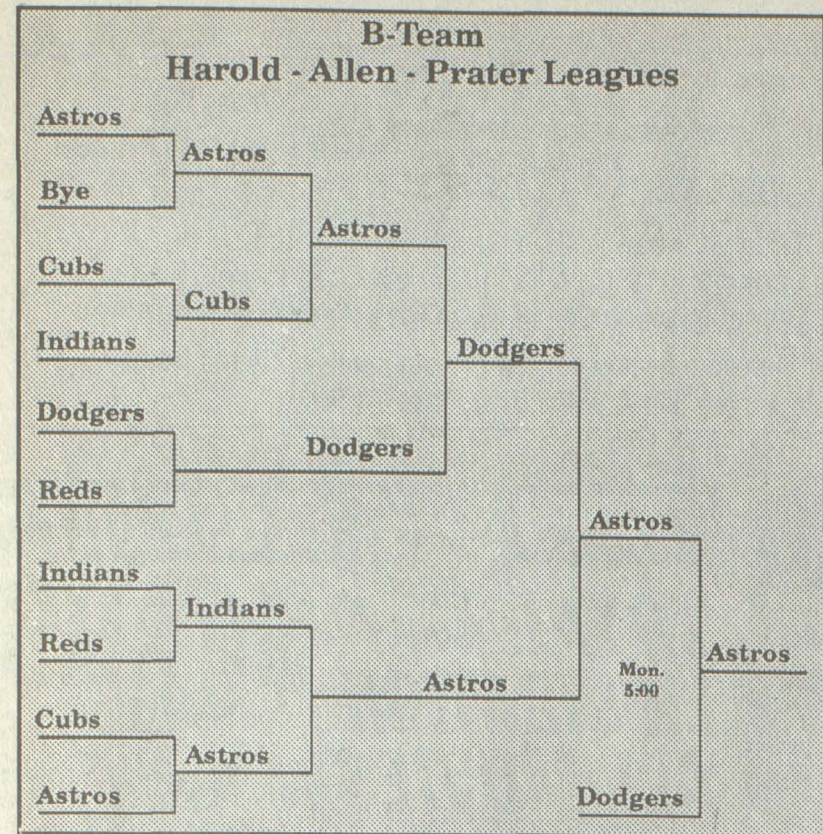 B-Team
Harold - Allen - Prater Leagues
Astros
Astros
Bye
Astros
Cubs
Cubs
Indians
Dodgers
Dodgers
Dodgers
Reds
Astros
Indians
Indians
Reds
Astros
Mon.
5:00
Astros
Cubs
Astros
Astros
Dodgers